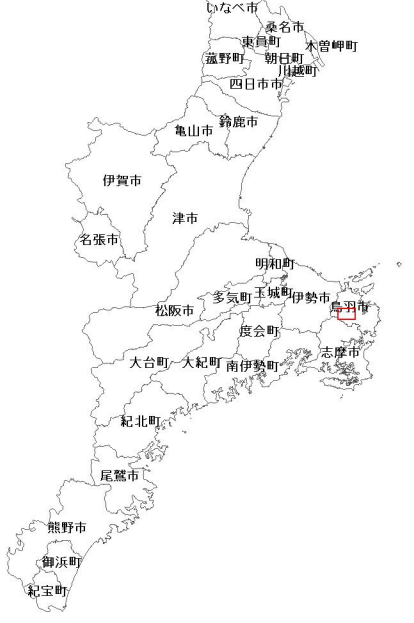 いなべ市
桑名市
東員町
木曽岬町
菰野町
朝日町
川越町
四日市市
鈴鹿市
亀山市
伊賀市
津市
名張市
明和町
玉城町
多気町
伊勢市
鳥羽市
松阪市
度会町
志摩市
大台町
大紀町
南伊勢町
紀北町
尾鷲市
熊野市
御浜町
紀宝町